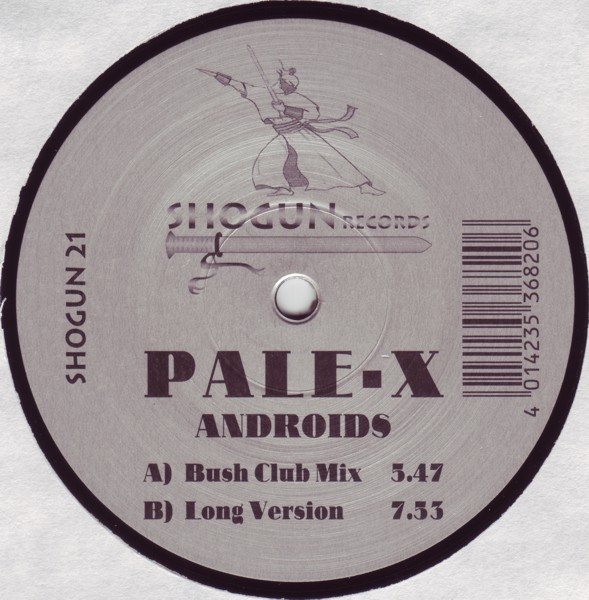 SHOGUN RECORDS
SHOGUN 21
4 014235 368206
PALE-X
ANDROIDS
A) Bush Club Mix 5.47
B) Long Version 7.53